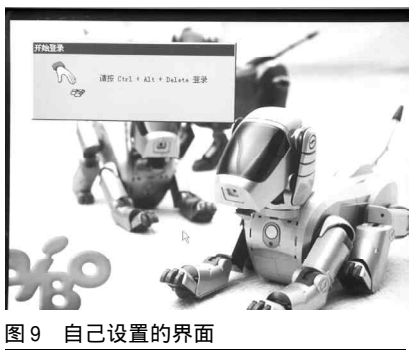 开始登录
请按 Ctrl + Alt + Delete 登录
aibo
图9 自己设置的界面